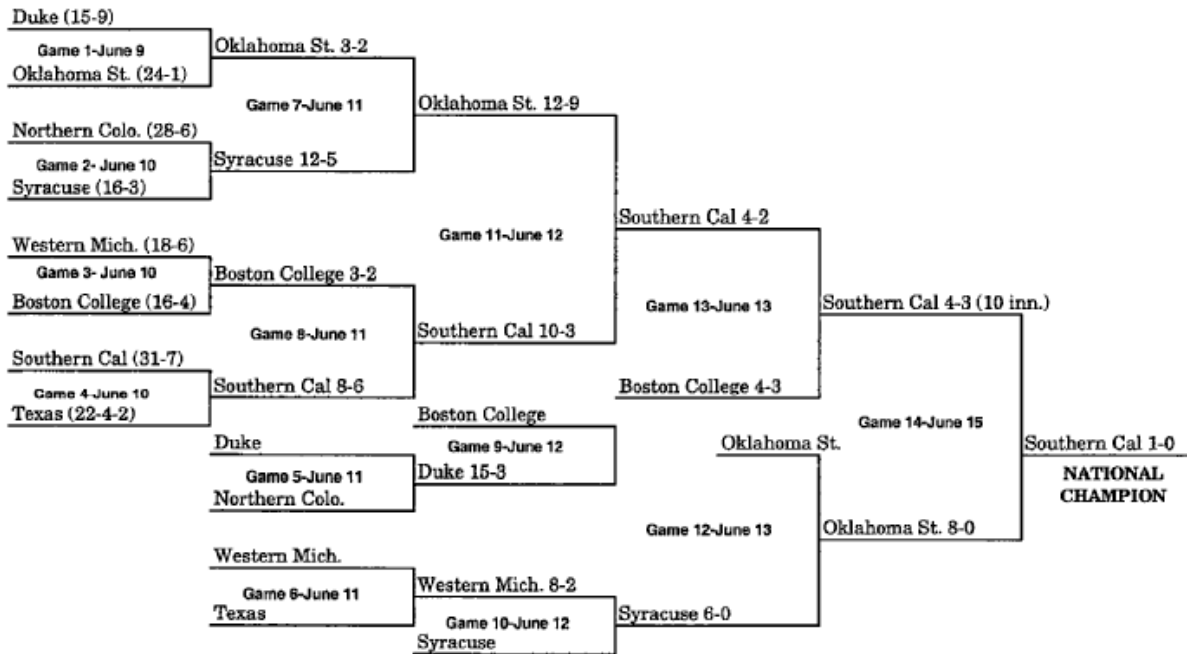 Duke (15-9)
Game 1-June 9
Oklahoma St. (24-1)
Northern Colo. (28-6)
Game 2- June 10
Syracuse (16-3)
Western Mich. (18-6)
Game 3- June 10
Boston College (16-4)
Southern Cal (31-7)
Game 4-June 10
Texas (22-4-2)
Oklahoma St. 3-2
Game 7-June 11
Syracuse 12-5
Boston College 3-2
Game 8-June 11
Southern Cal 8-6
Duke
Game 5-June 11
Northern Colo.
Western Mich.
Game 6-June 11
Texas
Oklahoma St. 12-9
Game 11-June 12
Southern Cal 10-3
Boston College
Game 9-June 12
Duke 15-3
Western Mich. 8-2
Game 10-June 12
Syracuse
Southern Cal 4-2
Game 13-June 13
Boston College 4-3
Oklahoma St.
Game 12-June 13
Syracuse 6-0
Southern Cal 4-3 (10 inn.)
Game 14-June 15
Oklahoma St. 8-0
Southern Cal 1-0
NATIONAL
CHAMPION